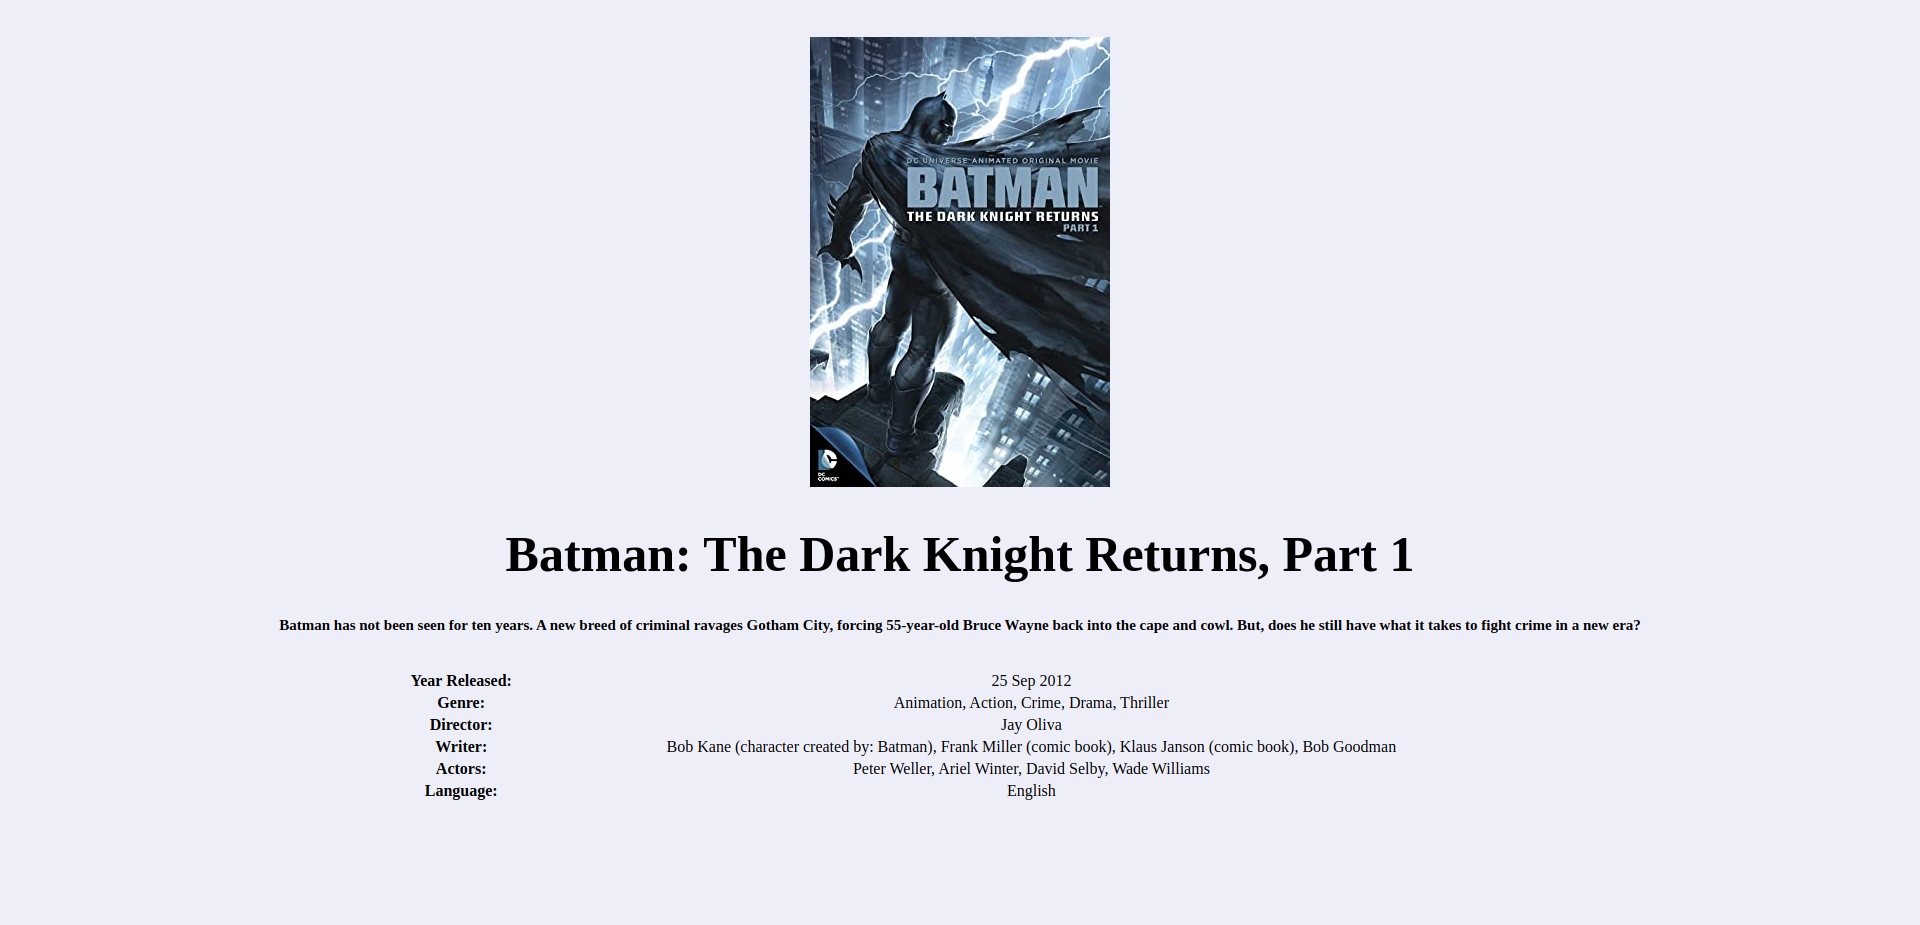 DC UNIVERSE ANIMATED ORIGINAL MOVIE
BATMAN
THE DARK KNIGHT RETURNS
PART 1
DC
COMICS™
Batman: The Dark Knight Returns, Part 1
Batman has not been seen for ten years. A new breed of criminal ravages Gotham City, forcing 55-year-old Bruce Wayne back into the cape and cowl. But, does he still have what it takes to fight crime in a new era?
Year Released: 25 Sep 2012
Genre: Animation, Action, Crime, Drama, Thriller
Director: Jay Oliva
Writer: Bob Kane (character created by: Batman), Frank Miller (comic book), Klaus Janson (comic book), Bob Goodman
Actors: Peter Weller, Ariel Winter, David Selby, Wade Williams
Language: English